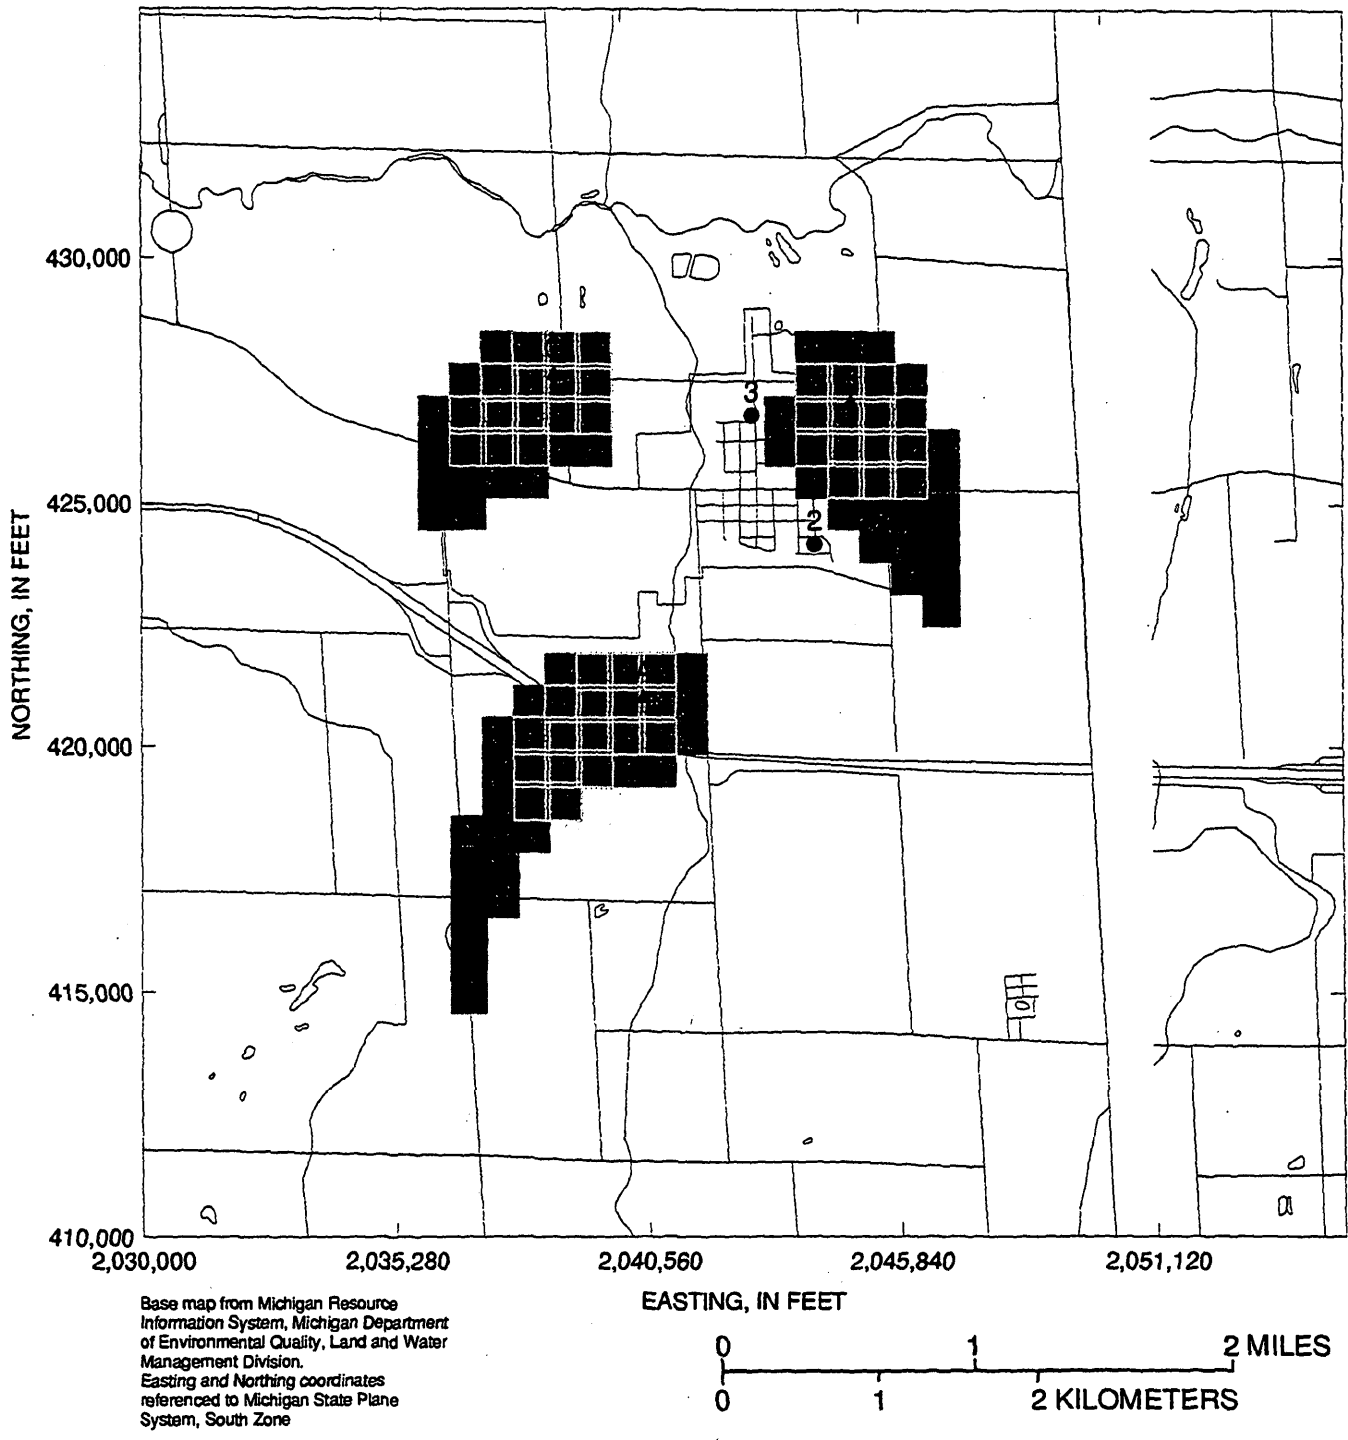 430,000
3
425,000
2
NORTHING, IN FEET
420,000
415,000
410,000
2,030,000 2,035,280 2,040,560 2,045,840 2,051,120
EASTING, IN FEET
Base map from Michigan Resource
Information System, Michigan Department
of Environmental Quality, Land and Water
Management Division.
Easting and Northing coordinates
referenced to Michigan State Plane
System, South Zone
0 1 2 MILES
0 1 2 KILOMETERS